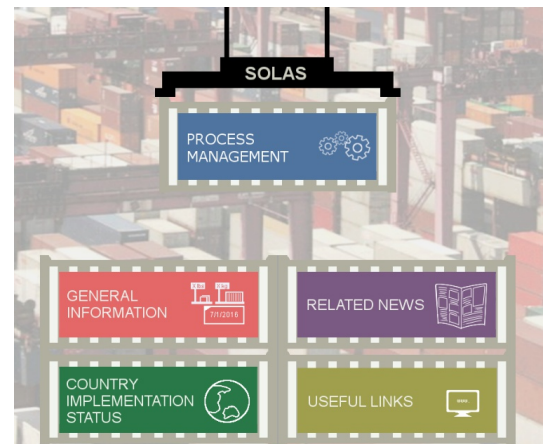 SOLAS
PROCESS
MANAGEMENT
GENERAL
INFORMATION
7/1/2016
RELATED NEWS
COUNTRY
IMPLEMENTATION
STATUS
USEFUL LINKS